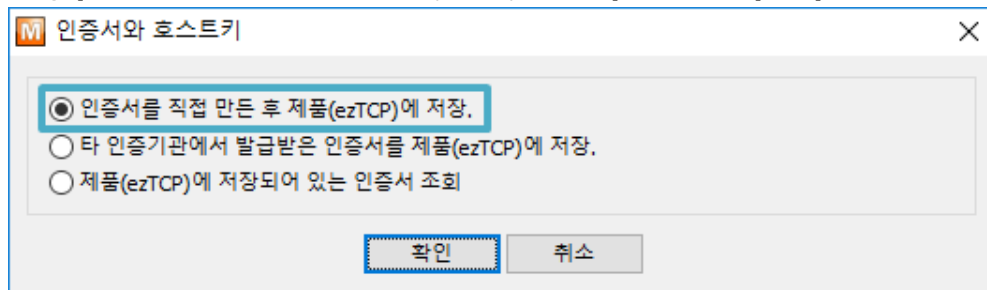 M 인증서와 호스트키
인증서를 직접 만든 후 제품(ezTCP)에 저장.
타 인증기관에서 발급받은 인증서를 제품(ezTCP)에 저장.
제품(ezTCP)에 저장되어 있는 인증서 조회
확인 취소